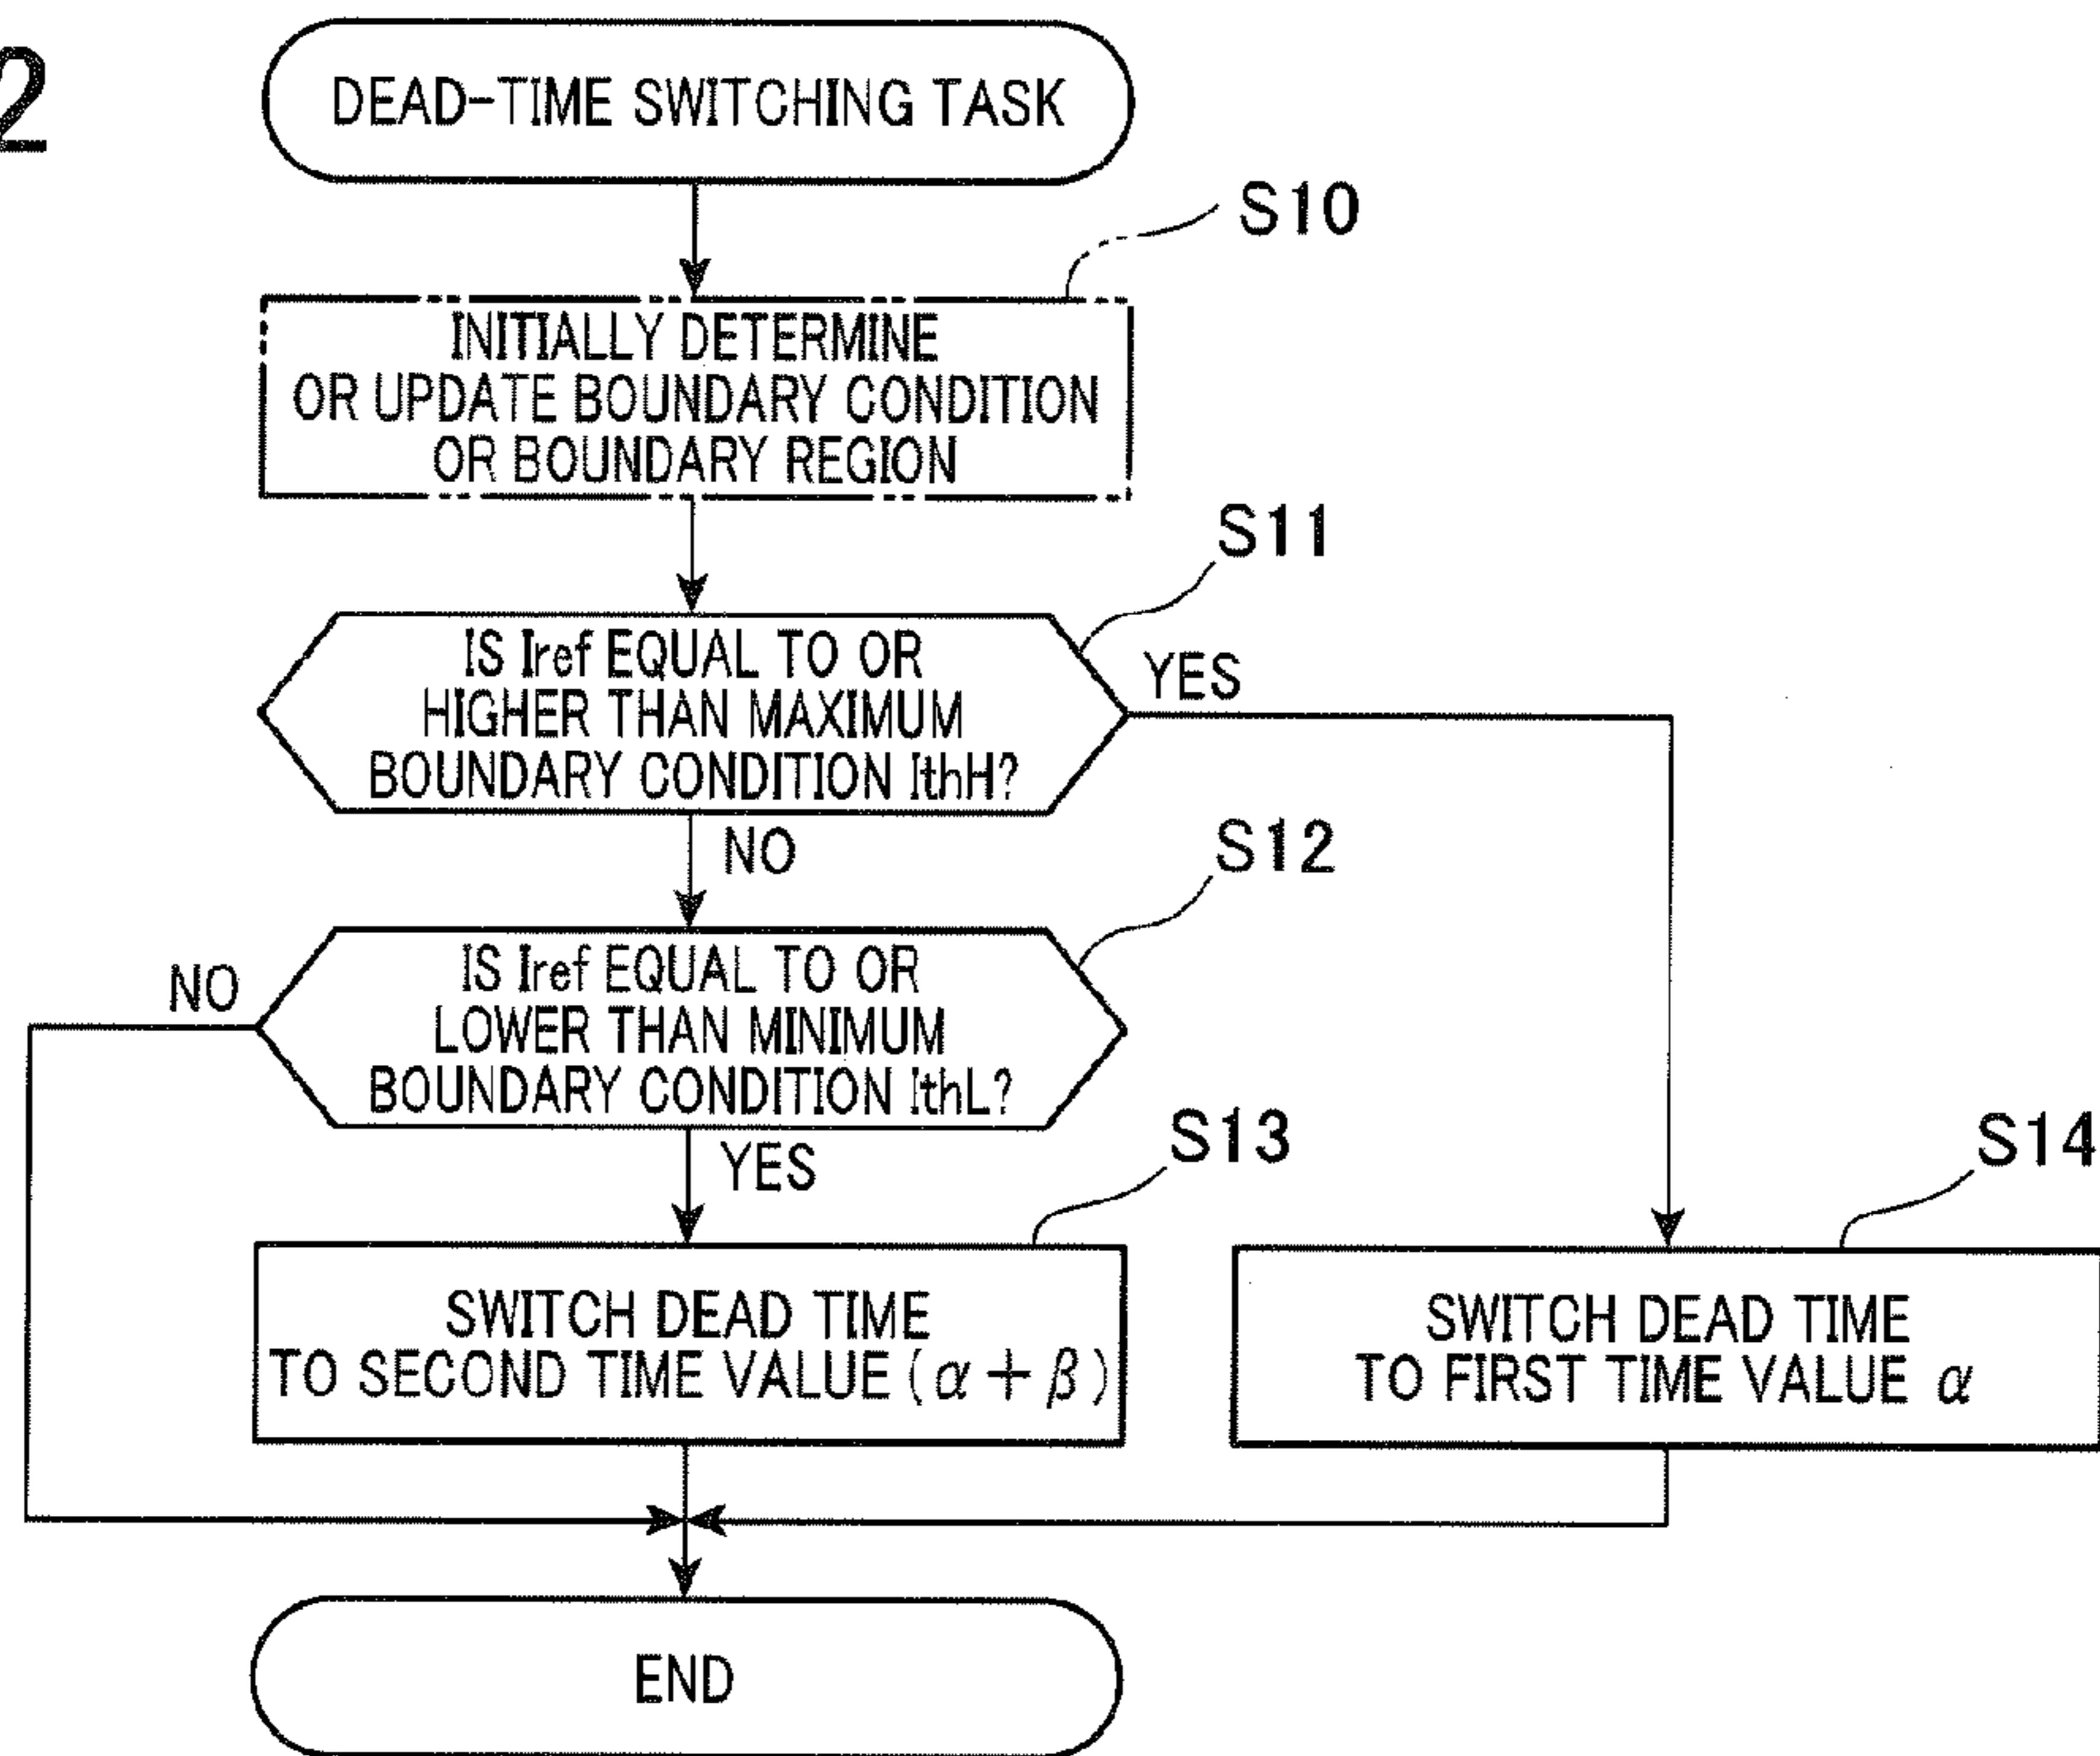 2
DEAD-TIME SWITCHING TASK
S10
INITIALLY DETERMINE
OR UPDATE BOUNDARY CONDITION
OR BOUNDARY REGION
S11
IS Iref EQUAL TO OR
HIGHER THAN MAXIMUM
BOUNDARY CONDITION IthH?
YES
NO
S12
IS Iref EQUAL TO OR
LOWER THAN MINIMUM
BOUNDARY CONDITION IthL?
NO
YES
S13
SWITCH DEAD TIME
TO SECOND TIME VALUE (α + β)
S14
SWITCH DEAD TIME
TO FIRST TIME VALUE α
END